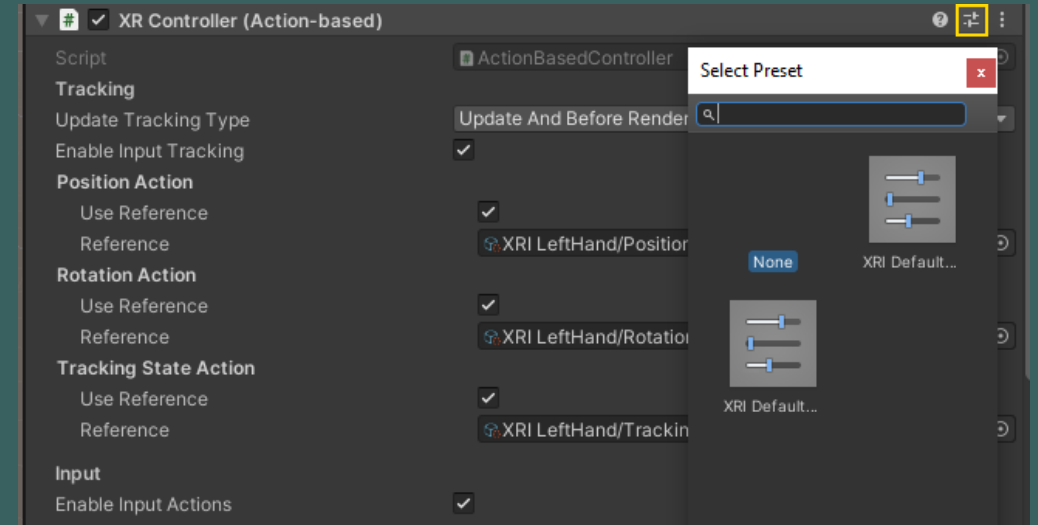 XR Controller (Action-based)
Script
ActionBasedController
Select Preset
x
Tracking
Update Tracking Type
Update And Before Render
Enable Input Tracking
Position Action
Use Reference
Reference
XRI LeftHand/Position
None
XRI Default...
Rotation Action
Use Reference
Reference
XRI LeftHand/Rotation
Tracking State Action
Use Reference
XRI Default...
Reference
XRI LeftHand/Trackin
Input
Enable Input Actions